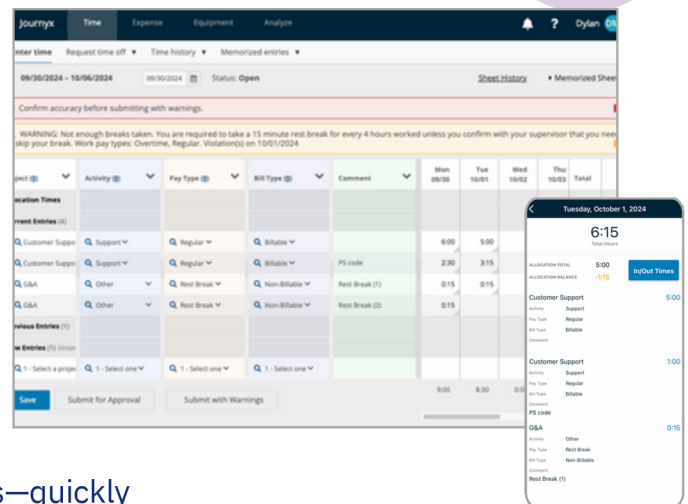 Journyx Time Expense Equipment Analyze ? Dylan DM
nter time Request time off ▼ Time history ▼ Memorized entries ▼
09/30/2024 – 10/06/2024 09/30/2024 Status: Open Sheet History ▸ Memorized Shee
Confirm accuracy before submitting with warnings.
WARNING: Not enough breaks taken. You are required to take a 15 minute rest break for every 4 hours worked unless you confirm with your supervisor that you nee
skip your break. Work pay types: Overtime, Regular. Violation(s) on 10/01/2024
ject Activity Pay Type Bill Type Comment Mon 09/30 Tue 10/01 Wed 10/02 Thu 10/03 Total
ocation Times
rrent Entries (4)
Customer Suppo Support Regular Billable 6:00 5:00
Customer Suppo Support Regular Billable PS code 2:30 3:15
G&A Other Rest Break Non-Billable Rest Break (1) 0:15 0:15
G&A Other Rest Break Non-Billable Rest Break (2) 0:15
evious Entries (1)
w Entries (1)
1 - Select a projec 1 - Select one 1 - Select one 1 - Select one
9:00 8:30 0:0
Save Submit for Approval Submit with Warnings
Tuesday, October 1, 2024
6:15
Total Hours
ALLOCATION TOTAL 5:00
ALLOCATION BALANCE -1:15
In/Out Times
Customer Support 5:00
Activity Support
Pay Type Regular
Bill Type Billable
Comment
Customer Support 1:00
Activity Support
Pay Type Regular
Bill Type Billable
Comment
PS code
G&A 0:15
Activity Other
Pay Type Rest Break
Bill Type Non-Billable
Comment
Rest Break (1)
s—quickly